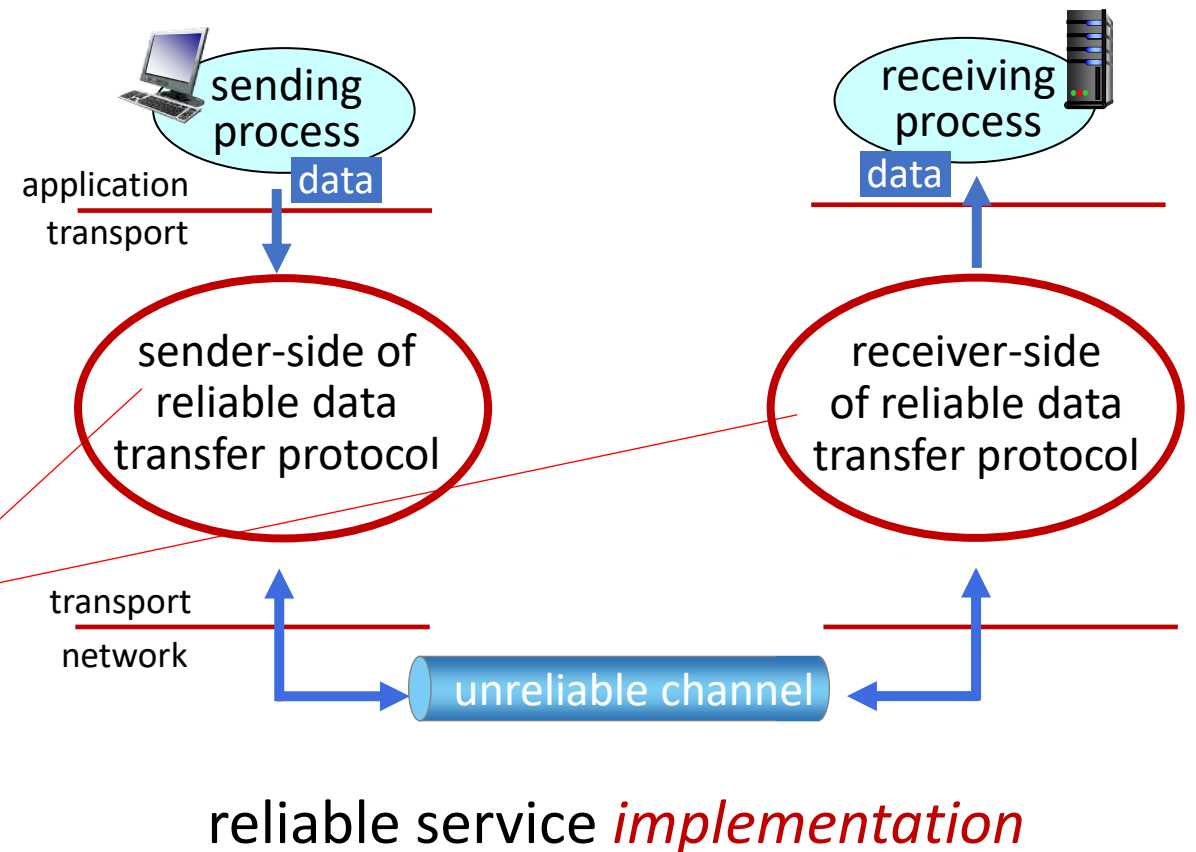 sending
process
data
application
transport
receiving
process
data
sender-side of
reliable data
transfer protocol
receiver-side
of reliable data
transfer protocol
transport
network
unreliable channel
reliable service implementation